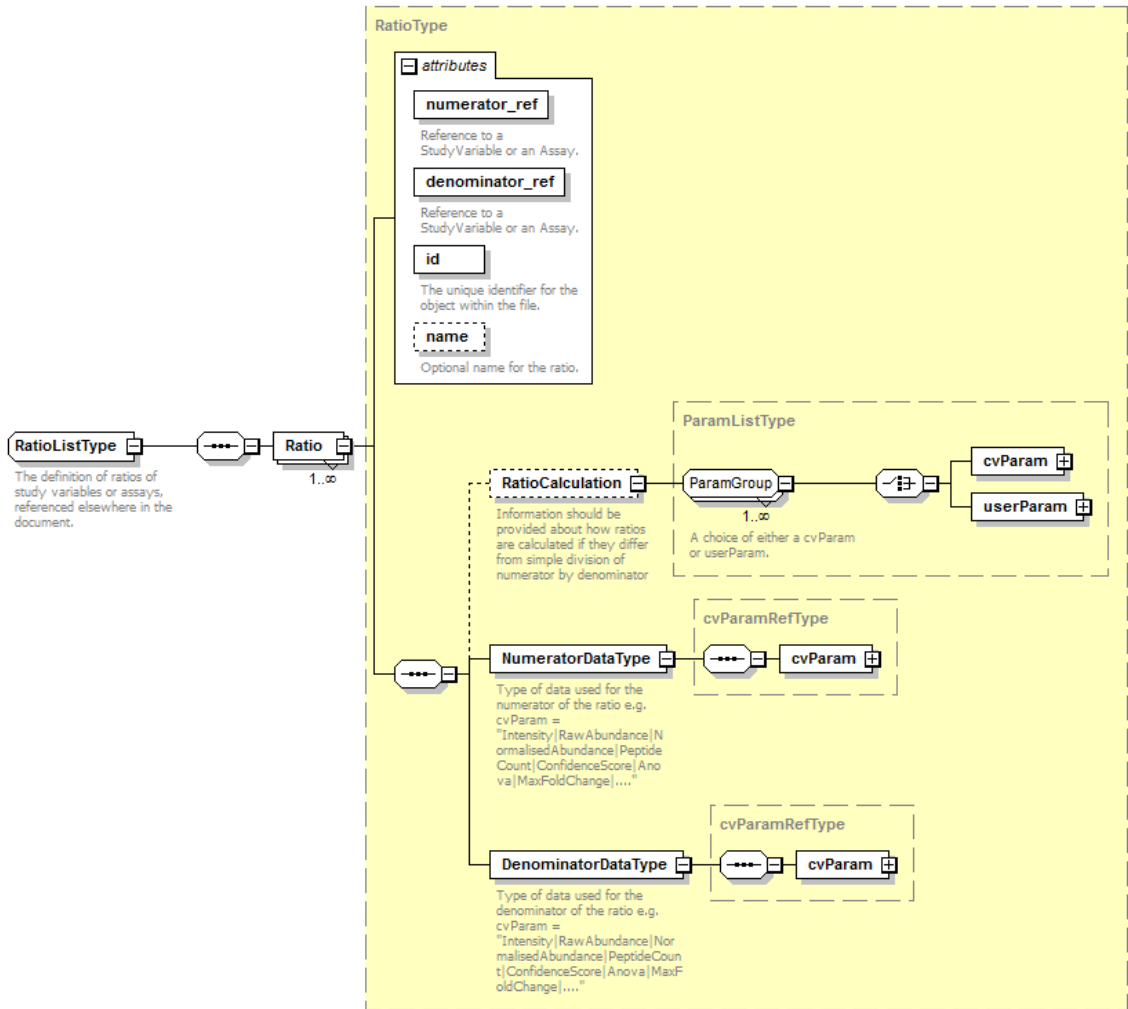 RatioType
attributes
numerator_ref
Reference to a
StudyVariable or an Assay.
denominator_ref
Reference to a
StudyVariable or an Assay.
id
The unique identifier for the
object within the file.
name
Optional name for the ratio.
RatioListType
The definition of ratios of
study variables or assays,
referenced elsewhere in the
document.
Ratio
1..∞
RatioCalculation
Information should be
provided about how ratios
are calculated if they differ
from simple division of
numerator by denominator
ParamListType
ParamGroup
1..∞
A choice of either a cvParam
or userParam.
cvParam
userParam
NumeratorDataType
Type of data used for the
numerator of the ratio e.g.
cvParam =
"Intensity|RawAbundance|N
ormalisedAbundance|Peptide
Count|ConfidenceScore|Ano
va|MaxFoldChange|...."
cvParamRefType
cvParam
DenominatorDataType
Type of data used for the
denominator of the ratio e.g.
cvParam =
"Intensity|RawAbundance|Nor
malisedAbundance|PeptideCoun
t|ConfidenceScore|Anova|MaxF
oldChange|...."
cvParamRefType
cvParam